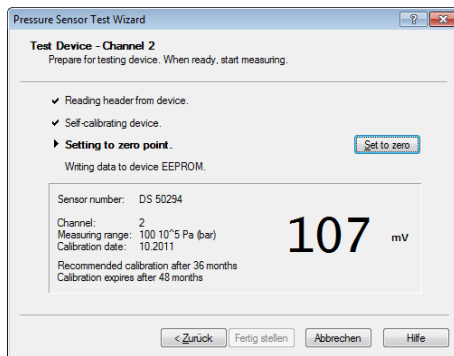 Pressure Sensor Test Wizard
Test Device - Channel 2
Prepare for testing device. When ready, start measuring.
Reading header from device.
Self-calibrating device.
Setting to zero point.
Set to zero
Writing data to device EEPROM.
Sensor number: DS 50294
Channel: 2
Measuring range: 100 10^5 Pa (bar)
Calibration date: 10.2011
107 mV
Recommended calibration after 36 months
Calibration expires after 48 months
< Zurück Fertig stellen Abbrechen Hilfe